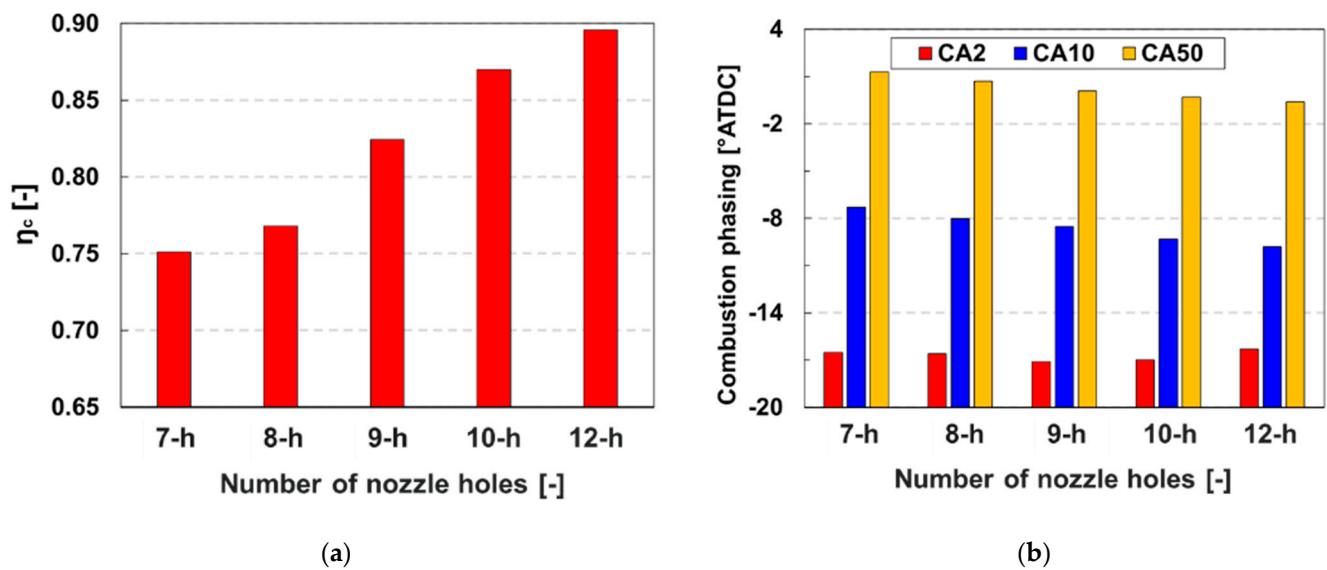 0.90
0.85
0.80
0.75
0.70
0.65
ηc [-]
7-h 8-h 9-h 10-h 12-h
Number of nozzle holes [-]
(a)
CA2 CA10 CA50
4
-2
-8
-14
-20
Combustion phasing [°ATDC]
7-h 8-h 9-h 10-h 12-h
Number of nozzle holes [-]
(b)